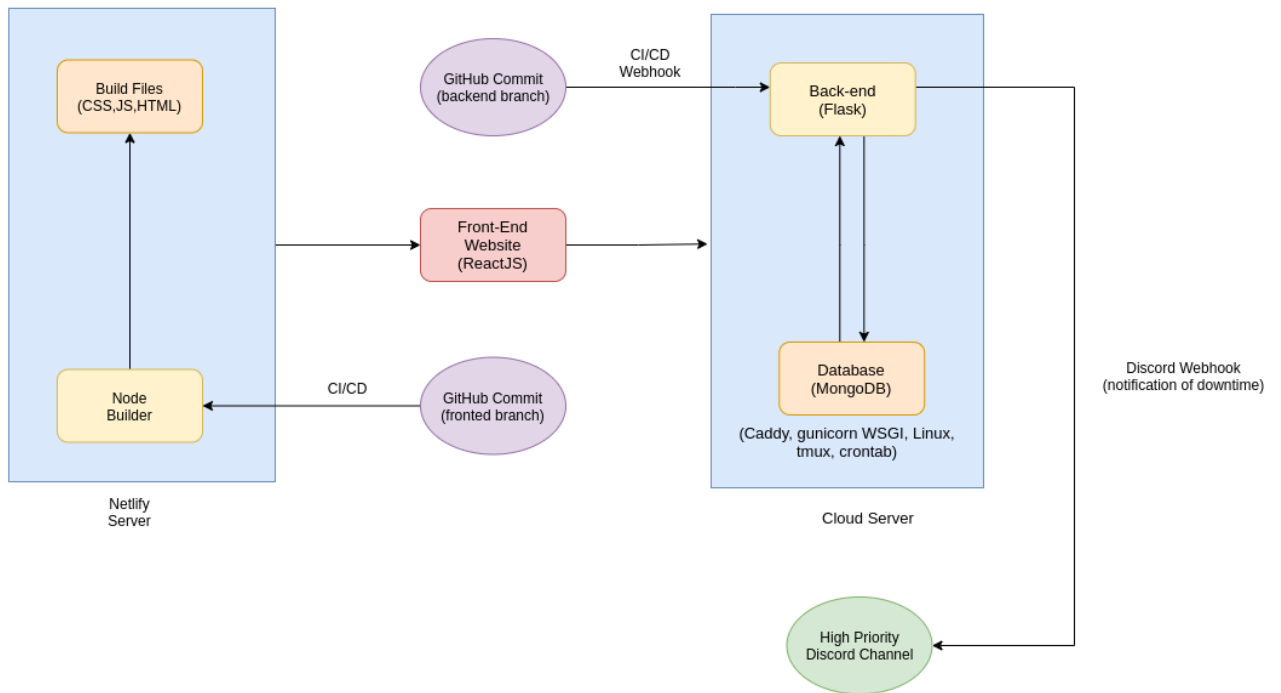 Build Files
(CSS,JS,HTML)
GitHub Commit
(backend branch)
CI/CD
Webhook
Back-end
(Flask)
Front-End
Website
(ReactJS)
Node
Builder
CI/CD
GitHub Commit
(fronted branch)
Database
(MongoDB)
(Caddy, gunicorn WSGI, Linux,
tmux, crontab)
Discord Webhook
(notification of downtime)
Netlify
Server
Cloud Server
High Priority
Discord Channel